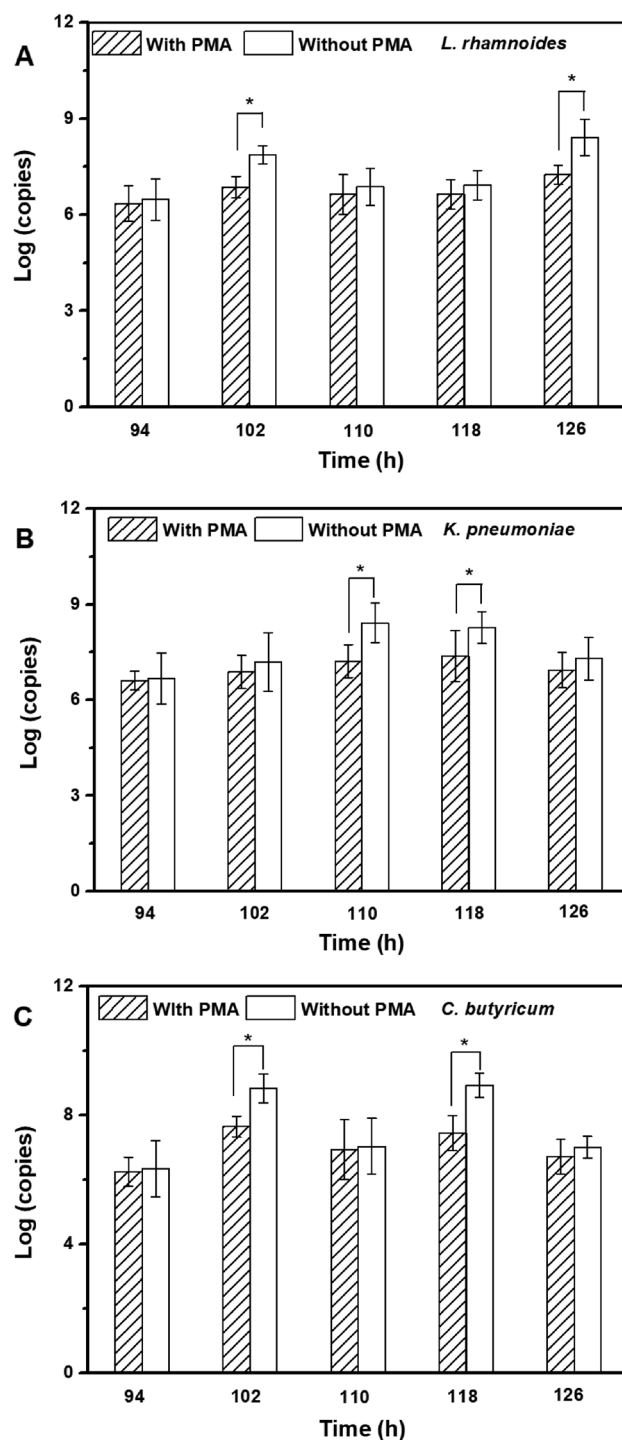 A
With PMA Without PMA L. rhamnoides
12
9
6
3
0
Log (copies)
* *
94 102 110 118 126
Time (h)
B
With PMA Without PMA K. pneumoniae
12
9
6
3
0
Log (copies)
* *
94 102 110 118 126
Time (h)
C
WIth PMA Without PMA C. butyricum
12
8
4
0
Log (copies)
* *
94 102 110 118 126
Time (h)